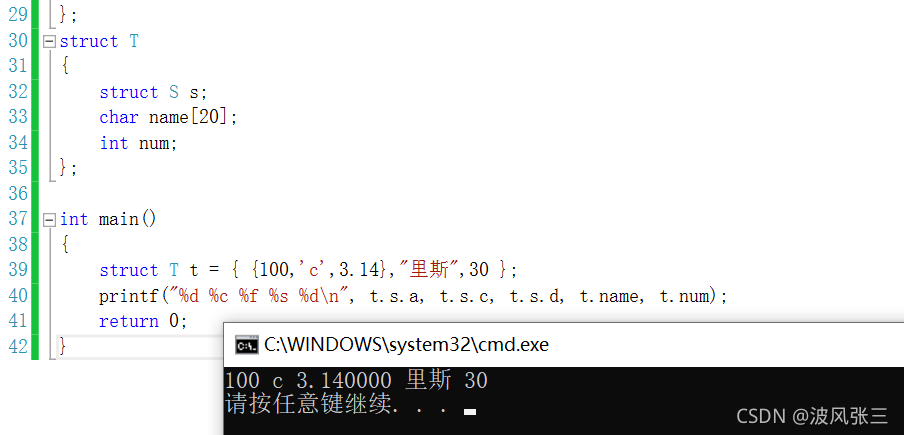 29 };
30 struct T
31 {
32 struct S s;
33 char name[20];
34 int num;
35 };
36
37 int main()
38 {
39 struct T t = { {100,'c',3.14},"里斯",30 };
40 printf("%d %c %f %s %d\n", t.s.a, t.s.c, t.s.d, t.name, t.num);
41 return 0;
42 }
C:\WINDOWS\system32\cmd.exe
100 c 3.140000 里斯 30
请按任意键继续. . .
CSDN @波风张三